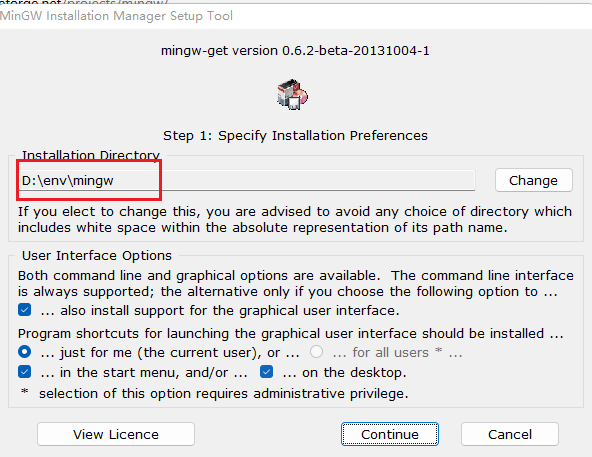 eforge.net/projects/mingw/
MinGW Installation Manager Setup Tool
mingw-get version 0.6.2-beta-20131004-1
Step 1: Specify Installation Preferences
Installation Directory
D:\env\mingw
Change
If you elect to change this, you are advised to avoid any choice of directory which
includes white space within the absolute representation of its path name.
User Interface Options
Both command line and graphical options are available. The command line interface
is always supported; the alternative only if you choose the following option to ...
... also install support for the graphical user interface.
Program shortcuts for launching the graphical user interface should be installed ...
... just for me (the current user), or ... ... for all users * ...
... in the start menu, and/or ... ... on the desktop.
* selection of this option requires administrative privilege.
View Licence Continue Cancel